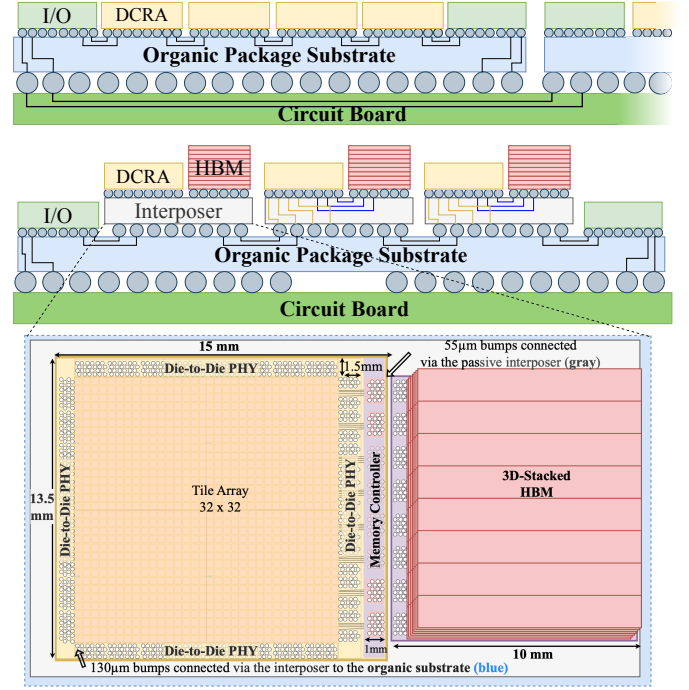 I/O
DCRA
Organic Package Substrate
Circuit Board
HBM
DCRA
I/O
Interposer
Organic Package Substrate
Circuit Board
15 mm
55µm bumps connected
via the passive interposer (gray)
Die-to-Die PHY
1.5mm
Die-to-Die PHY
13.5
mm
Tile Array
32 x 32
Die-to-Die PHY
Memory Controller
3D-Stacked
HBM
Die-to-Die PHY
1mm
10 mm
130µm bumps connected via the interposer to the organic substrate (blue)